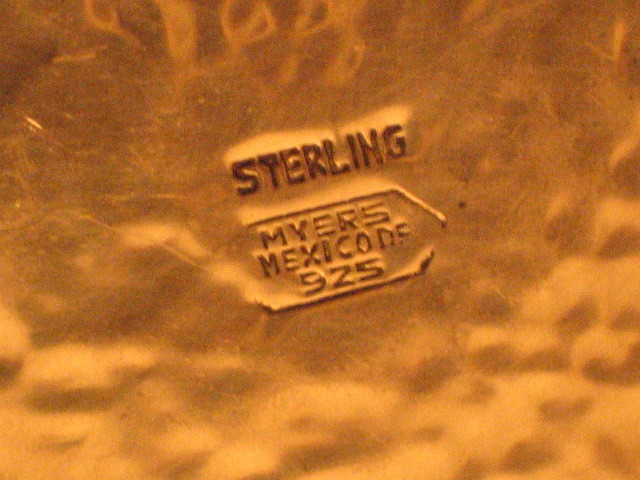 STERLING
MYERS
MEXICO DF
925